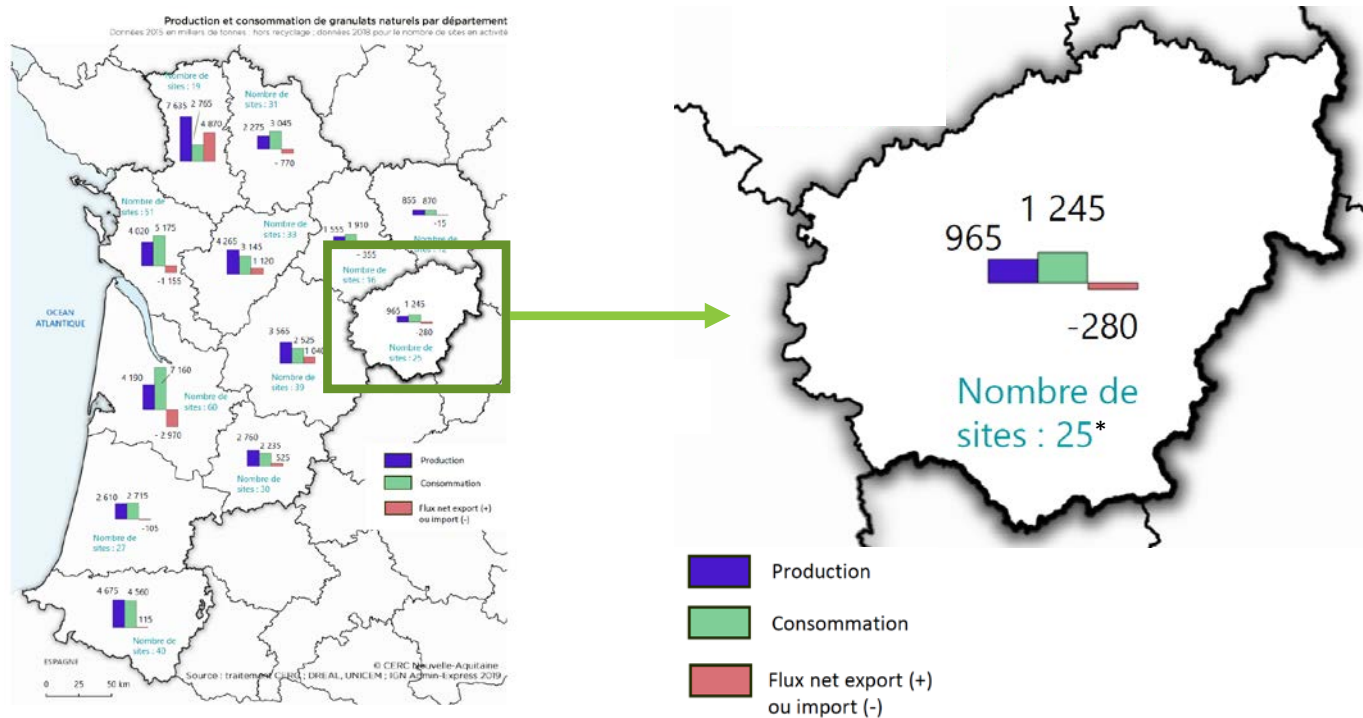 Production et consommation de granulats naturels par département
Données 2015 en milliers de tonnes : hors recyclage ; données 2018 pour le nombre de sites en activité
Nombre de
sites : 19
7 635
2 765
4 870
Nombre de
sites : 31
2 275
3 045
- 770
Nombre de
sites : 51
4 020
5 175
-1 155
4 265
3 145
1 120
Nombre de
sites : 33
1 555
1 910
- 355
Nombre de
sites : 16
855
870
-15
Nombre de
OCEAN
ATLANTIQUE
965
1 245
-280
Nombre de
sites : 25
3 565
2 525
1 040
Nombre de
sites : 39
4 190
7 160
- 2 970
Nombre de
sites : 60
2 760
2 235
525
Nombre de
sites : 30
2 610
2 715
-105
Nombre de
sites : 27
4 675
4 560
115
Nombre de
sites : 40
Production
Consommation
Flux net export (+)
ou import (-)
ESPAGNE
0 25 50 km
© CERC Nouvelle-Aquitaine
Source : traitement CERC ; DREAL, UNICEM ; IGN Admin-Express 2019
965
1 245
-280
Nombre de
sites : 25*
Production
Consommation
Flux net export (+)
ou import (-)